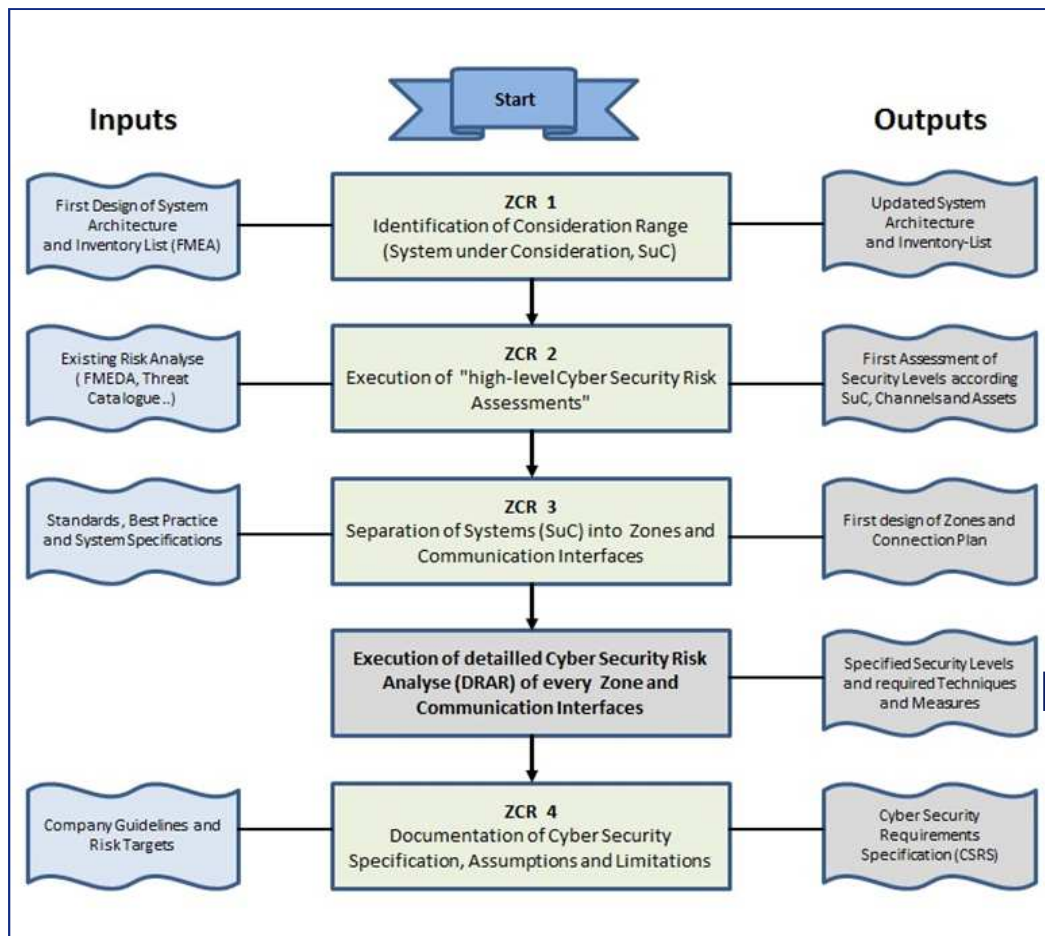 Start
Inputs
Outputs
First Design of System
Architecture
and Inventory List (FMEA)
ZCR 1
Identification of Consideration Range
(System under Consideration, SuC)
Updated System
Architecture
and Inventory-List
Existing Risk Analyse
( FMEDA, Threat
Catalogue..)
ZCR 2
Execution of "high-level Cyber Security Risk
Assessments"
First Assessment of
Security Levels according
SuC, Channels and Assets
Standards, Best Practice
and System Specifications
ZCR 3
Separation of Systems (SuC) into Zones and
Communication Interfaces
First design of Zones and
Connection Plan
Execution of detailled Cyber Security Risk
Analyse (DRAR) of every Zone and
Communication Interfaces
Specified Security Levels
and required Techniques
and Measures
Company Guidelines and
Risk Targets
ZCR 4
Documentation of Cyber Security
Specification, Assumptions and Limitations
Cyber Security
Requirements
Specification (CSRS)